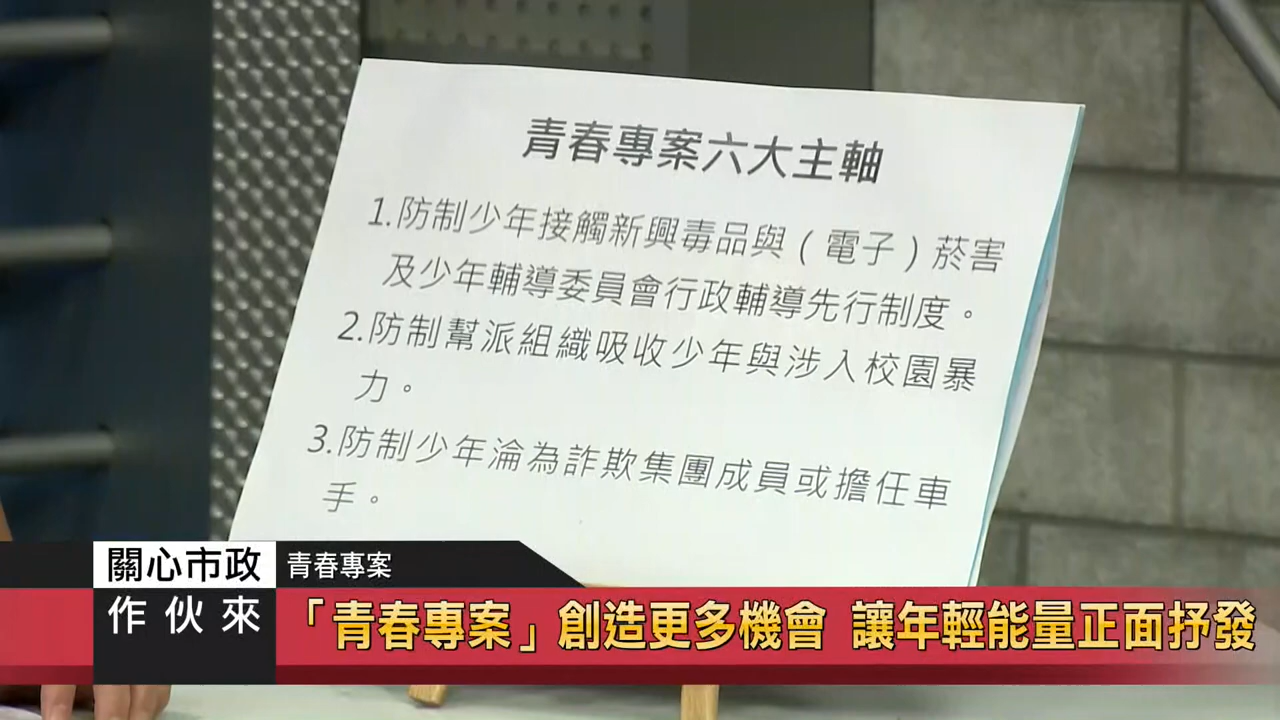 青春專案六大主軸
1.防制少年接觸新興毒品與（電子）菸害
及少年輔導委員會行政輔導先行制度。
2.防制幫派組織吸收少年與涉入校園暴
力。
3.防制少年淪為詐欺集團成員或擔任車
手。
關心市政
青春專案
作伙來
「青春專案」創造更多機會 讓年輕能量正面抒發